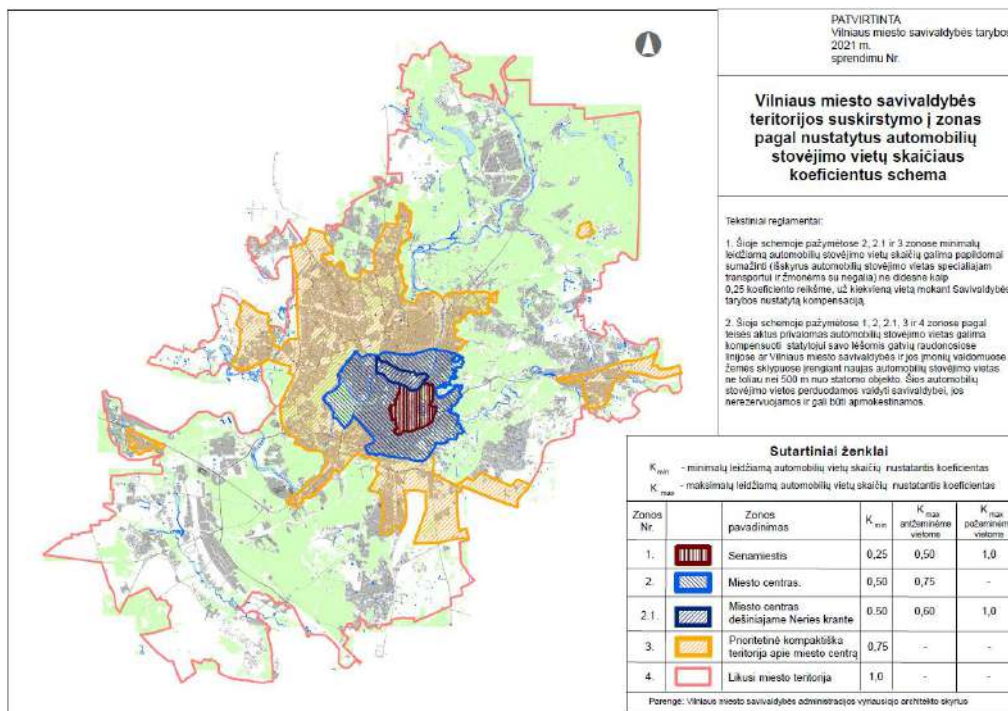 PATVIRTINTA
Vilniaus miesto savivaldybės tarybos
2021 m.
sprendimu Nr.
Vilniaus miesto savivaldybės
teritorijos suskirstymo į zonas
pagal nustatytus automobilių
stovėjimo vietų skaičiaus
koeficientus schema
Tekstiniai reglamentai:
1. Šioje schemoje pažymėtose 2, 2.1 ir 3 zonose minimalų
leidžiamą automobilių stovėjimo vietų skaičių galima papildomai
sumažinti (išskyrus automobilių stovėjimo vietas specialiajam
transportui ir žmonėms su negalia) ne didesne kaip
0,25 koeficiento reikšme, už kiekvieną vietą mokant Savivaldybės
tarybos nustatytą kompensaciją.
2. Šioje schemoje pažymėtose 1, 2, 2.1, 3 ir 4 zonose pagal
teisės aktus privalomas automobilių stovėjimo vietas galima
kompensuoti statytojui savo lėšomis gatvių raudonosiose
linijose ar Vilniaus miesto savivaldybės ir jos įmonių valdomuose
žemės sklypuose įrengiant naujas automobilių stovėjimo vietas
ne toliau nei 500 m nuo statomo objekto. Šios automobilių
stovėjimo vietos perduodamos valdyti savivaldybei, jos
nerezervuojamos ir gali būti apmokestinamos.
Sutartiniai ženklai
K min - minimalų leidžiamą automobilių vietų skaičių nustatantis koeficientas
K max - maksimalų leidžiamą automobilių vietų skaičių nustatantis koeficientas
Zonos Nr. Zonos pavadinimas K min K max antžeminėme vietoms K max požeminėm vietoms
1. Senamiestis 0,25 0,50 1,0
2. Miesto centras. 0,50 0,75 -
2.1. Miesto centras dešiniajame Neries krante 0.50 0,60 1,0
3. Prioritetinė kompaktiška teritorija apie miesto centrą 0,75 - -
4. Likusi miesto teritorija 1,0 - -
Parengė: Vilniaus miesto savivaldybės administracijos vyriausiojo architekto skyrius